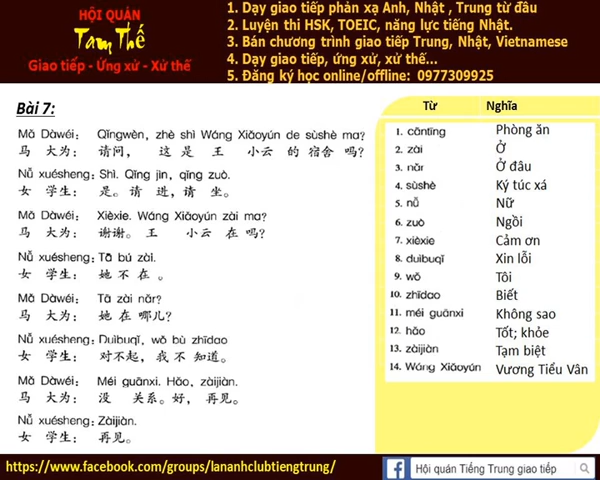 HỘI QUÁN
Tam Thế
Giao tiếp - Ứng xử - Xử thế
1. Dạy giao tiếp phản xạ Anh, Nhật , Trung từ đầu
2. Luyện thi HSK, TOEIC, năng lực tiếng Nhật.
3. Bán chương trình giao tiếp Trung, Nhật, Vietnamese
4. Dạy giao tiếp, ứng xử, xử thế...
5. Đăng ký học online/offline: 0977309925
Bài 7:
Mǎ Dàwéi: Qǐngwèn, zhè shì Wáng Xiǎoyún de sùshè ma?
马 大为: 请问, 这 是 王 小云 的 宿舍 吗?
Nǚ xuésheng: Shì. Qǐng jìn, qǐng zuò.
女 学生: 是。请 进, 请 坐。
Mǎ Dàwéi: Xièxie. Wáng Xiǎoyún zài ma?
马 大为: 谢谢。王 小云 在 吗?
Nǚ xuésheng: Tā bú zài.
女 学生: 她 不 在 。
Mǎ Dàwéi: Tā zài nǎr?
马 大为: 她 在 哪儿?
Nǚ xuésheng: Duìbuqǐ, wǒ bù zhīdao
女 学生: 对不起, 我 不 知道。
Mǎ Dàwéi: Méi guānxi. Hǎo, zàijiàn.
马 大为: 没 关系。好, 再见。
Nǚ xuésheng: Zàijiàn.
女 学生: 再见。
Từ Nghĩa
1. cāntīng Phòng ăn
2. zài Ở
3. nǎr Ở đâu
4. sùshè Ký túc xá
5. nǚ Nữ
6. zuò Ngồi
7. xièxie Cảm ơn
8. duìbuqǐ Xin lỗi
9. wǒ Tôi
10. zhīdao Biết
11. méi guānxi Không sao
12. hǎo Tốt; khỏe
13. zàijiàn Tạm biệt
14. Wáng Xiǎoyún Vương Tiểu Vân
https://www.facebook.com/groups/lananhclubtiengtrung/
Hội quán Tiếng Trung giao tiếp